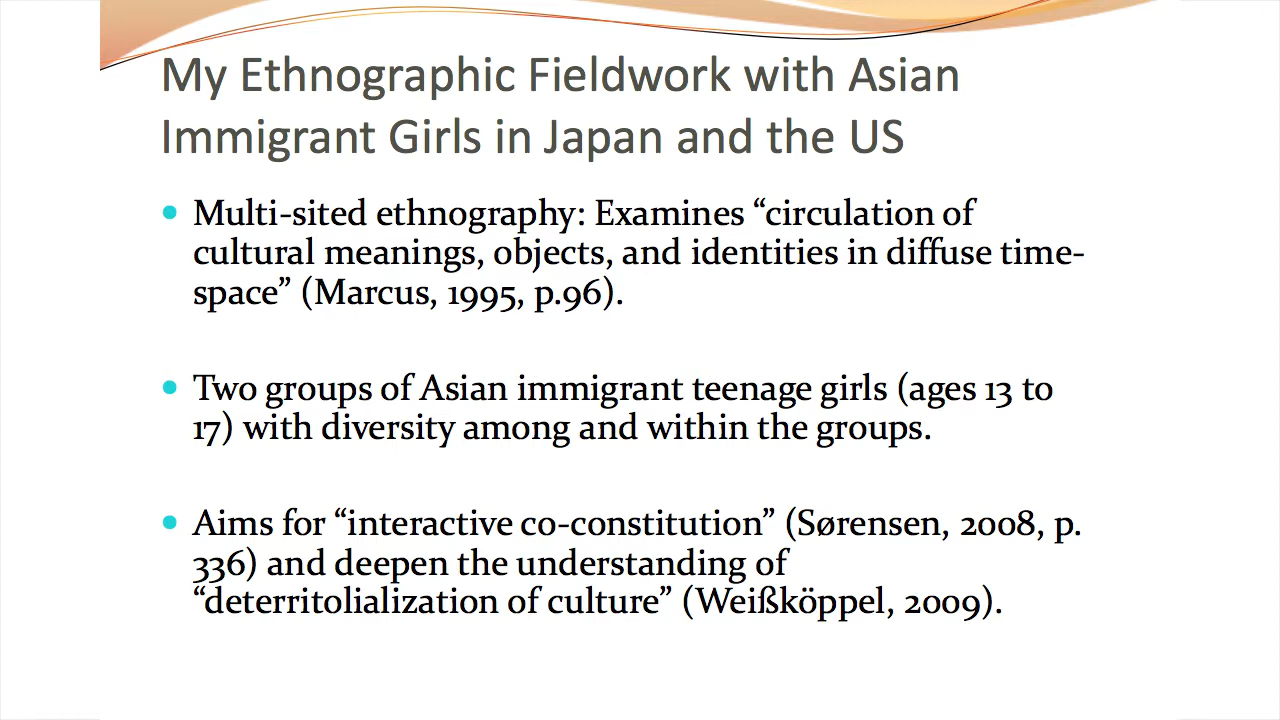 My Ethnographic Fieldwork with Asian
Immigrant Girls in Japan and the US
• Multi-sited ethnography: Examines “circulation of
cultural meanings, objects, and identities in diffuse time-
space” (Marcus, 1995, p.96).
• Two groups of Asian immigrant teenage girls (ages 13 to
17) with diversity among and within the groups.
• Aims for “interactive co-constitution” (Sørensen, 2008, p.
336) and deepen the understanding of
“deterritolialization of culture” (Weißköppel, 2009).